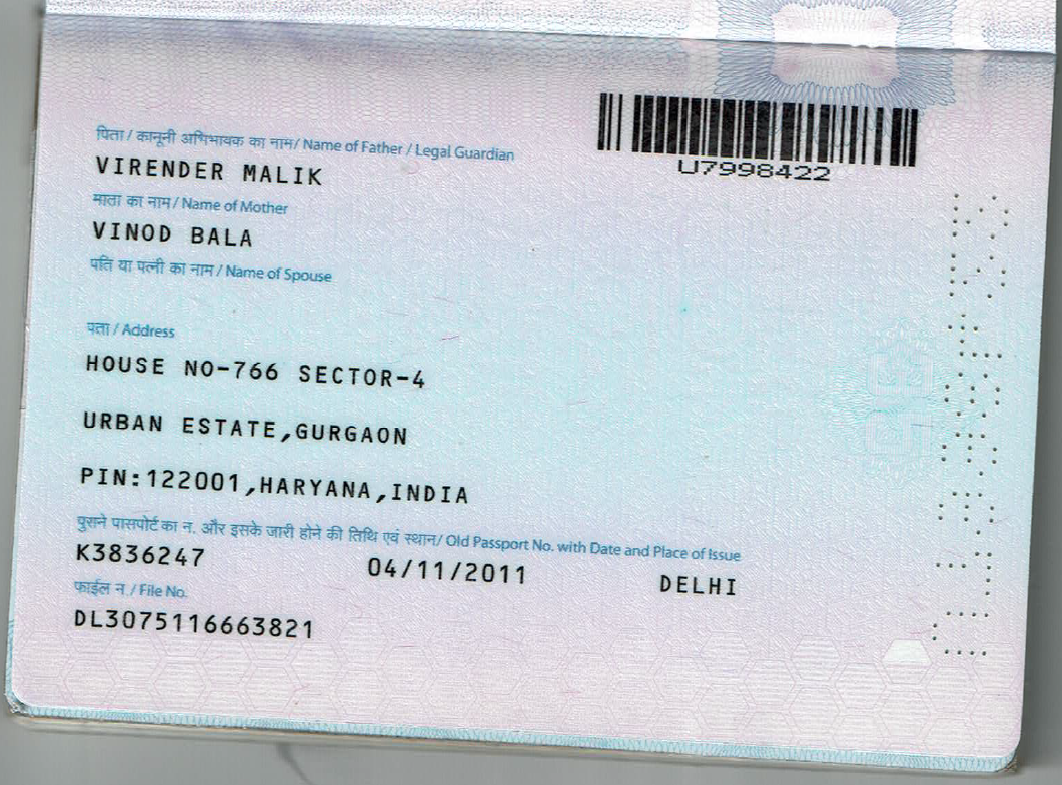 पिता / कानूनी अभिभावक का नाम/ Name of Father / Legal Guardian
VIRENDER MALIK
माता का नाम / Name of Mother
VINOD BALA
पति या पत्नी का नाम / Name of Spouse
पता / Address
HOUSE NO-766 SECTOR-4
URBAN ESTATE,GURGAON
PIN:122001,HARYANA,INDIA
पुराने पासपोर्ट का न. और इसके जारी होने की तिथि एवं स्थान/ Old Passport No. with Date and Place of Issue
K3836247 04/11/2011 DELHI
फाईल न./ File No.
DL3075116663821
U7998422